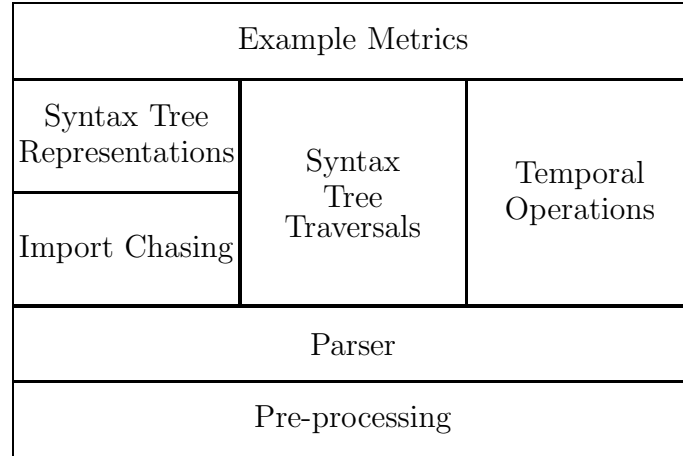 Example Metrics
Syntax Tree
Representations
Import Chasing
Syntax
Tree
Traversals
Temporal
Operations
Parser
Pre-processing